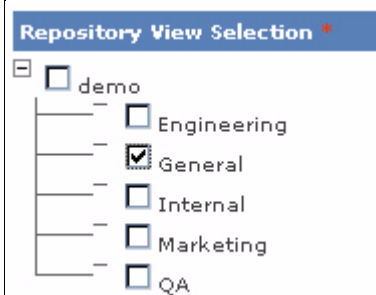 Repository View Selection *
demo
Engineering
General
Internal
Marketing
QA